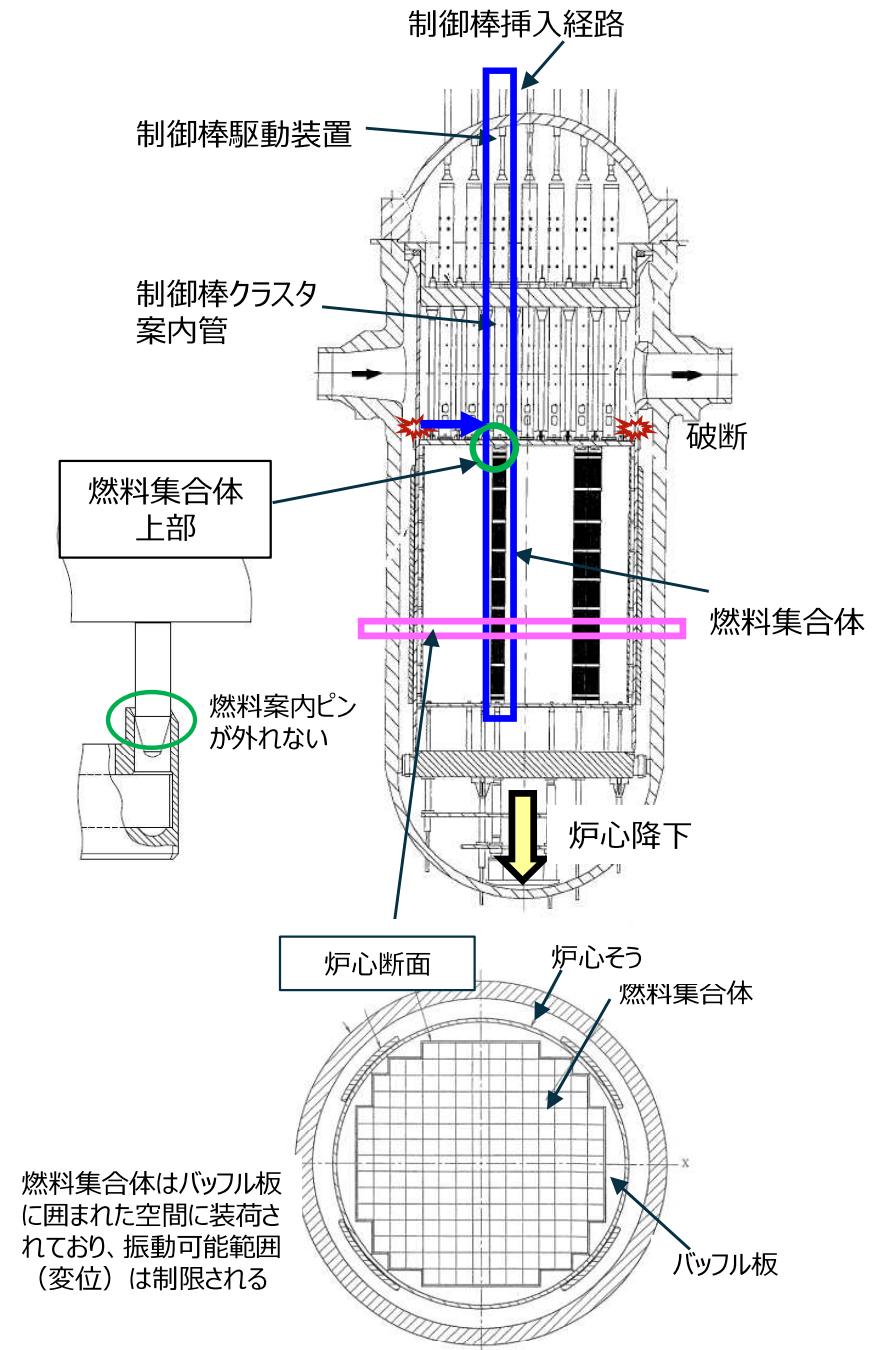 制御棒挿入経路
制御棒駆動装置
制御棒クラスタ
案内管
破断
燃料集合体
上部
燃料集合体
燃料案内ピン
が外れない
炉心降下
炉心断面
炉心そう
燃料集合体
X
燃料集合体はバッフル板
に囲まれた空間に装荷さ
れており、振動可能範囲
（変位）は制限される
バッフル板